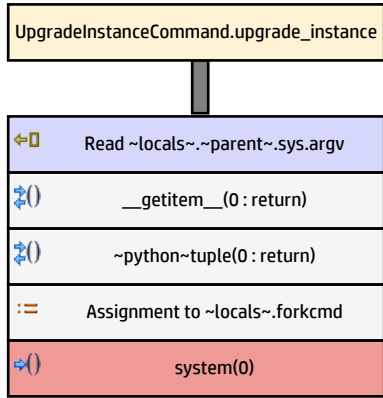 UpgradeInstanceCommand.upgrade_instance
Read ~locals~.~parent~.sys.argv
() __getitem__(0 : return)
() ~python~tuple(0 : return)
:= Assignment to ~locals~.forkcmd
() system(0)